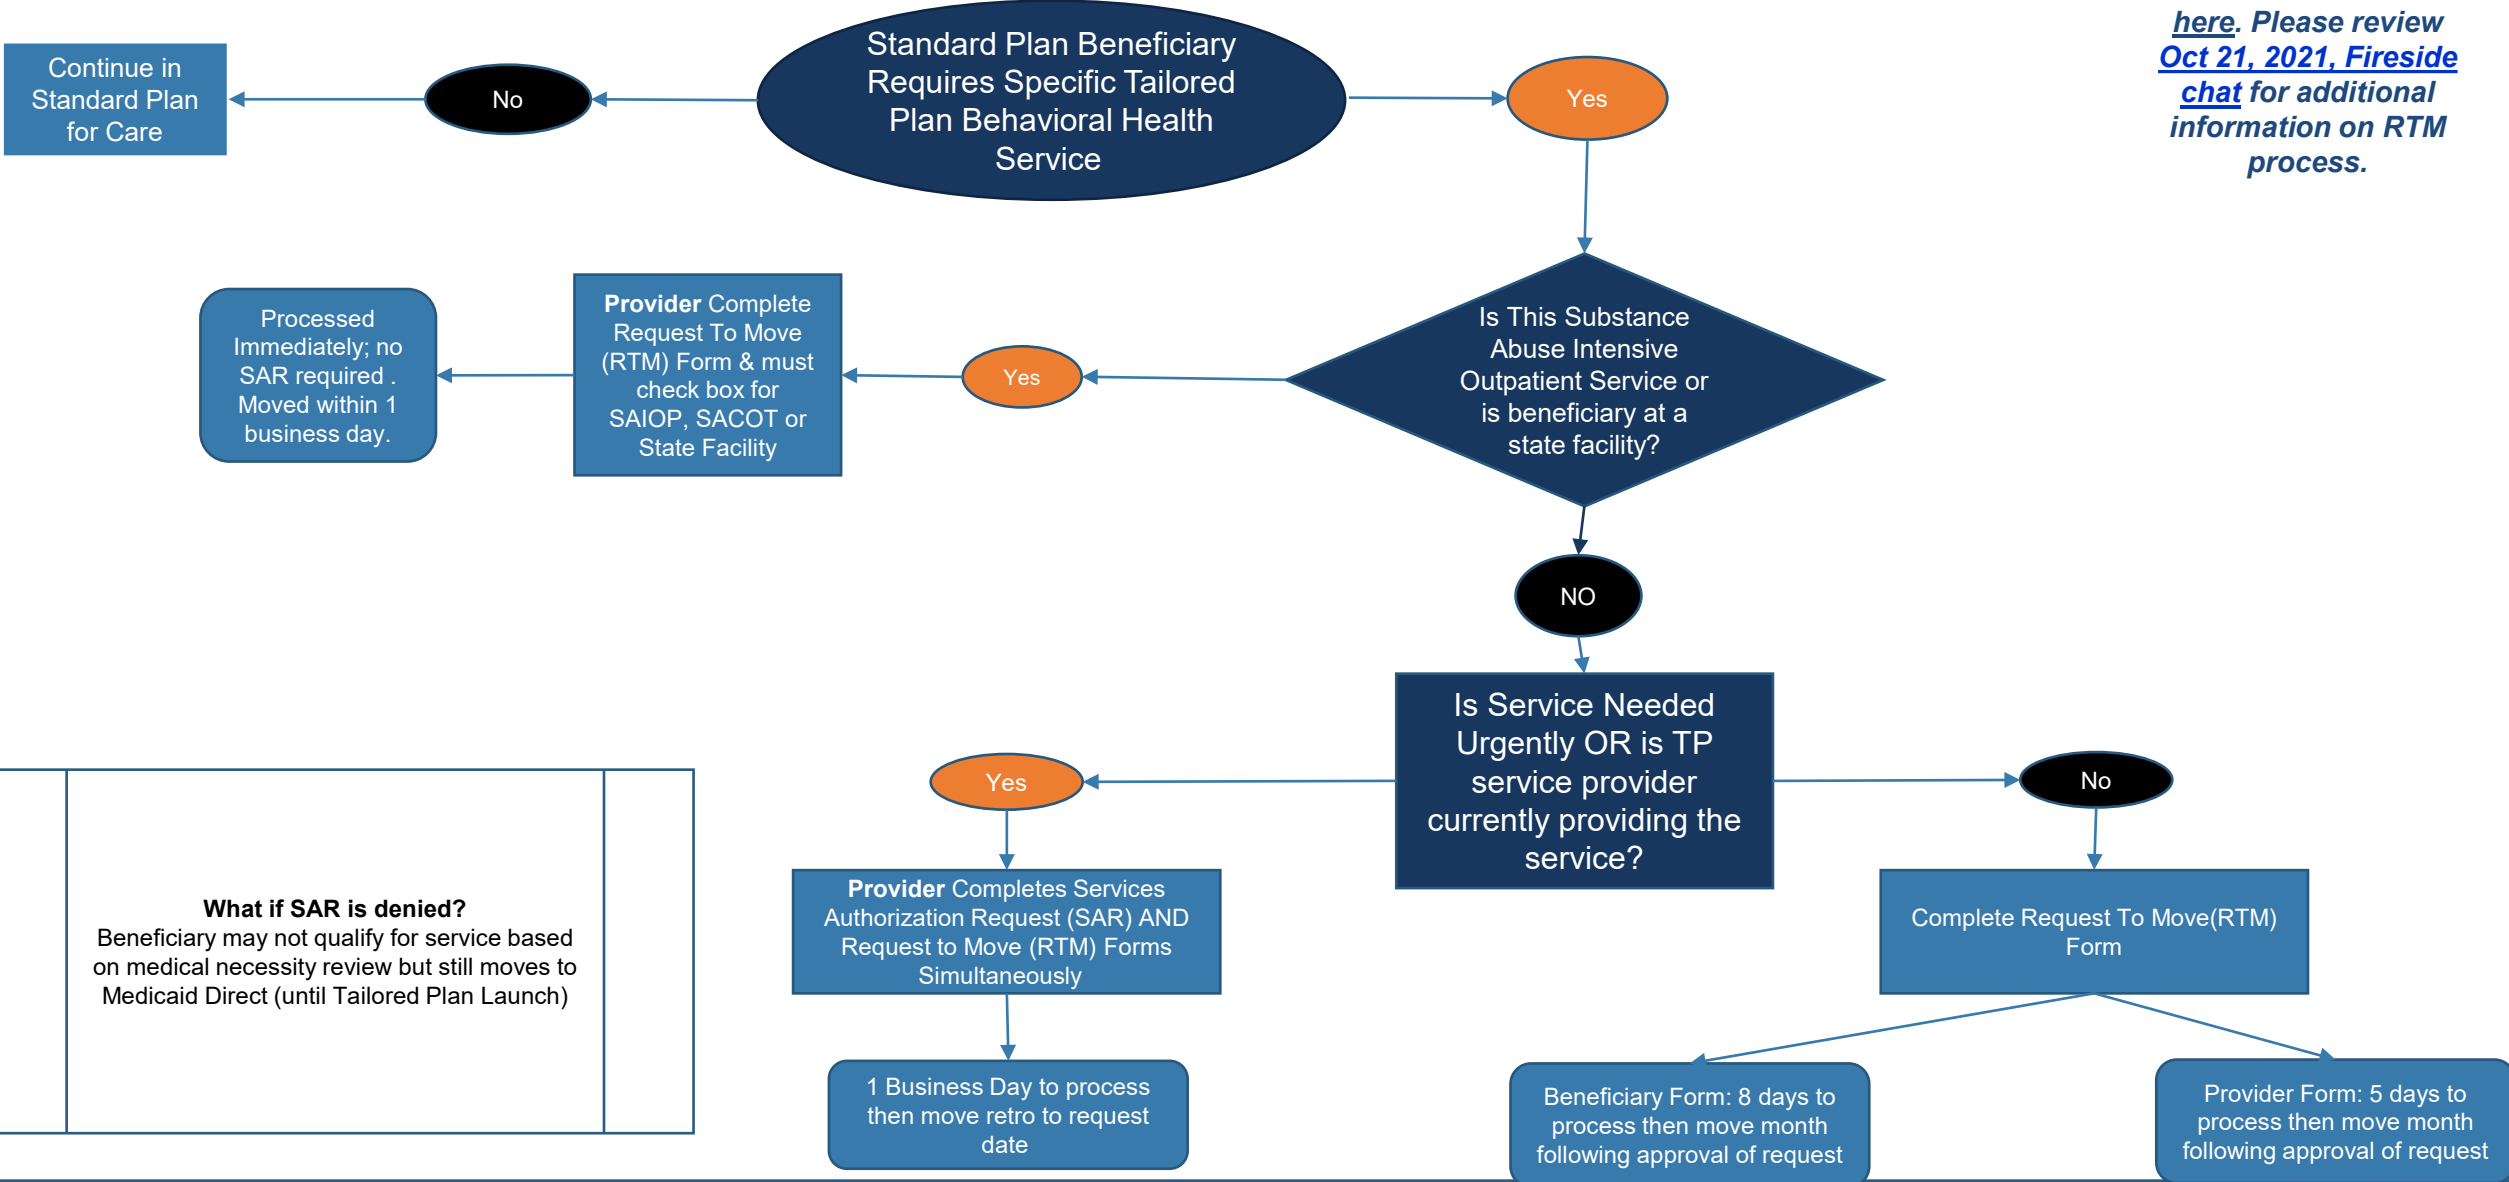 here. Please review
Oct 21, 2021, Fireside
chat for additional
information on RTM
process.
Standard Plan Beneficiary
Requires Specific Tailored
Plan Behavioral Health
Service
No
Continue in
Standard Plan
for Care
Yes
Is This Substance
Abuse Intensive
Outpatient Service or
is beneficiary at a
state facility?
Yes
Provider Complete
Request To Move
(RTM) Form & must
check box for
SAIOP, SACOT or
State Facility
Processed
Immediately; no
SAR required .
Moved within 1
business day.
NO
Is Service Needed
Urgently OR is TP
service provider
currently providing the
service?
Yes
Provider Completes Services
Authorization Request (SAR) AND
Request to Move (RTM) Forms
Simultaneously
1 Business Day to process
then move retro to request
date
No
Complete Request To Move(RTM)
Form
Beneficiary Form: 8 days to
process then move month
following approval of request
Provider Form: 5 days to
process then move month
following approval of request
What if SAR is denied?
Beneficiary may not qualify for service based
on medical necessity review but still moves to
Medicaid Direct (until Tailored Plan Launch)